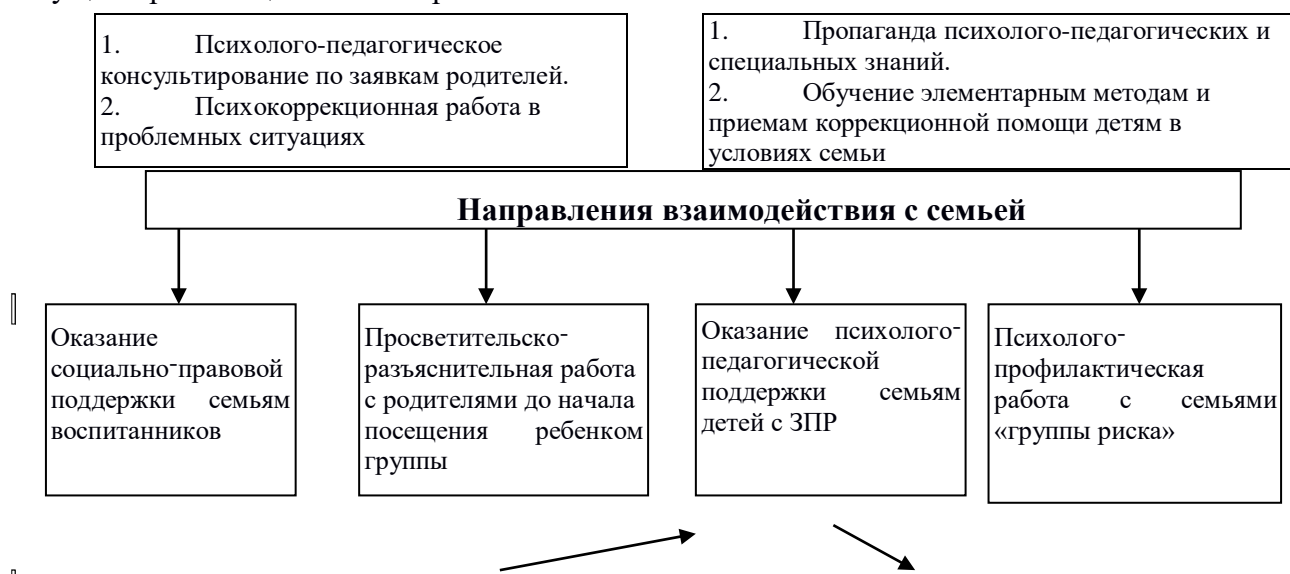 1. Психолого-педагогическое
консультирование по заявкам родителей.
2. Психокоррекционная работа в
проблемных ситуациях
1. Пропаганда психолого-педагогических и
специальных знаний.
2. Обучение элементарным методам и
приемам коррекционной помощи детям в
условиях семьи
Направления взаимодействия с семьей
Оказание
социально-правовой
поддержки семьям
воспитанников
Просветительско-
разъяснительная работа
с родителями до начала
посещения ребенком
группы
Оказание психолого-
педагогической
поддержки семьям
детей с ЗПР
Психолого-
профилактическая
работа с семьями
«группы риска»